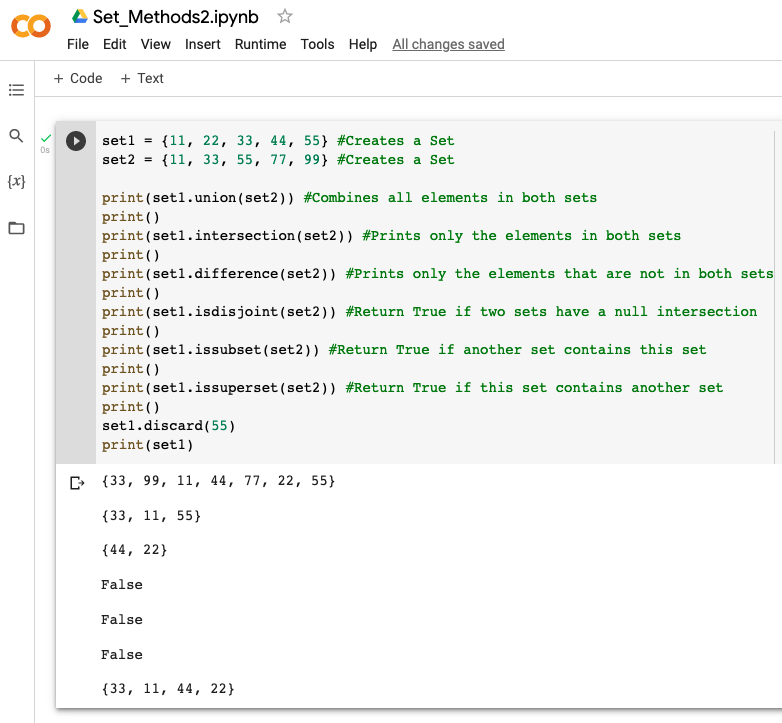 Set_Methods2.ipynb
File Edit View Insert Runtime Tools Help All changes saved
+ Code + Text
{x}
0s
set1 = {11, 22, 33, 44, 55} #Creates a Set
set2 = {11, 33, 55, 77, 99} #Creates a Set
print(set1.union(set2)) #Combines all elements in both sets
print()
print(set1.intersection(set2)) #Prints only the elements in both sets
print()
print(set1.difference(set2)) #Prints only the elements that are not in both sets
print()
print(set1.isdisjoint(set2)) #Return True if two sets have a null intersection
print()
print(set1.issubset(set2)) #Return True if another set contains this set
print()
print(set1.issuperset(set2)) #Return True if this set contains another set
print()
set1.discard(55)
print(set1)
{33, 99, 11, 44, 77, 22, 55}
{33, 11, 55}
{44, 22}
False
False
False
{33, 11, 44, 22}